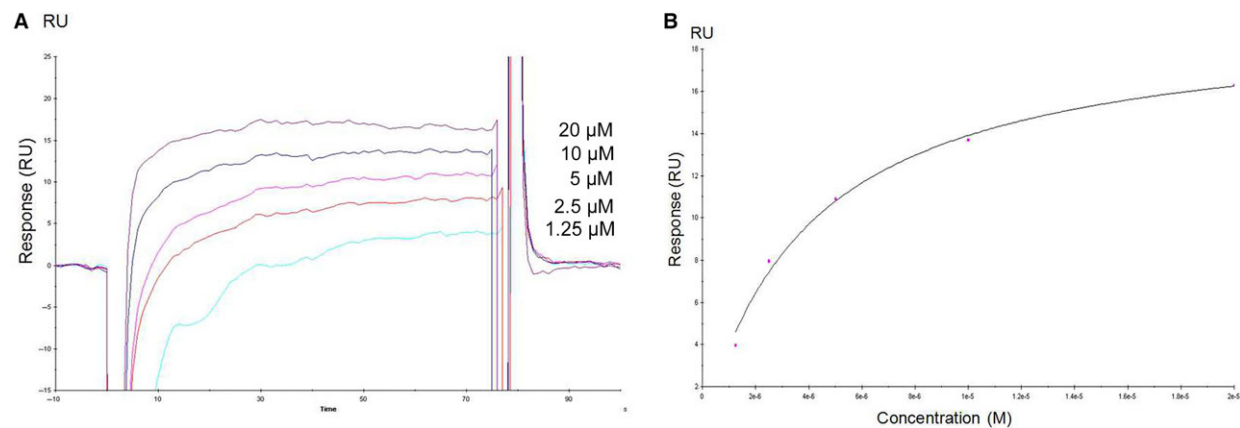 A RU
25
20
15
10
5
0
−5
−10
−15
Response (RU)
−10 10 30 50 70 90
Time s
20 µM
10 µM
5 µM
2.5 µM
1.25 µM
B RU
18
16
14
12
10
8
6
4
2
Response (RU)
0 2e-6 4e-6 6e-6 8e-6 1e-5 1.2e-5 1.4e-5 1.6e-5 1.8e-5 2e-5
Concentration (M)